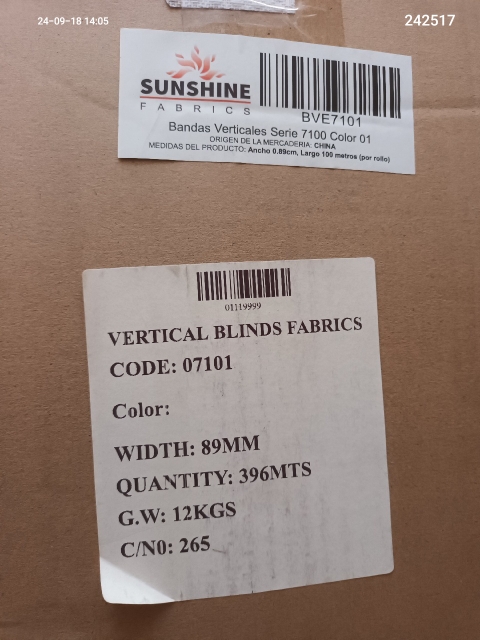 24-09-18 14:05
242517
SUNSHINE
FABRICS
BVE7101
Bandas Verticales Serie 7100 Color 01
ORIGEN DE LA MERCADERIA: CHINA
MEDIDAS DEL PRODUCTO: Ancho 0.89cm, Largo 100 metros (por rollo)
01119999
VERTICAL BLINDS FABRICS
CODE: 07101
Color:
WIDTH: 89MM
QUANTITY: 396MTS
G.W: 12KGS
C/N0: 265